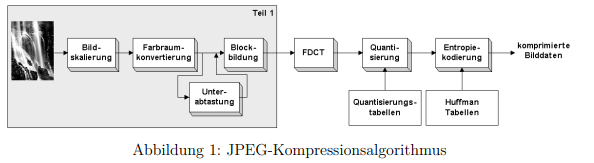 Teil 1
Bild-
skalierung
Farbraum-
konvertierung
Block-
bildung
FDCT
Quanti-
sierung
Entropie-
kodierung
komprimierte
Bilddaten
Unter-
abtastung
Quantisierungs-
tabellen
Huffman
Tabellen
Abbildung 1: JPEG-Kompressionsalgorithmus